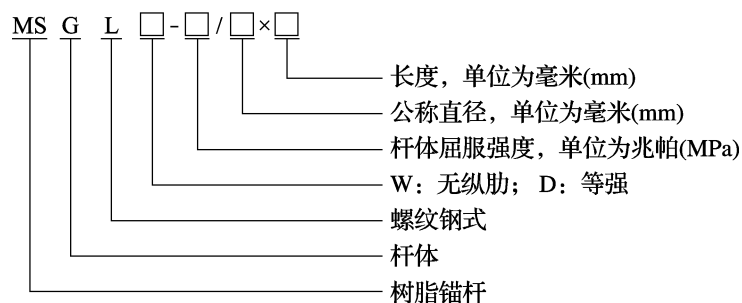 MS G L □-□/□×□
长度，单位为毫米(mm)
公称直径，单位为毫米(mm)
杆体屈服强度，单位为兆帕(MPa)
W：无纵肋； D：等强
螺纹钢式
杆体
树脂锚杆